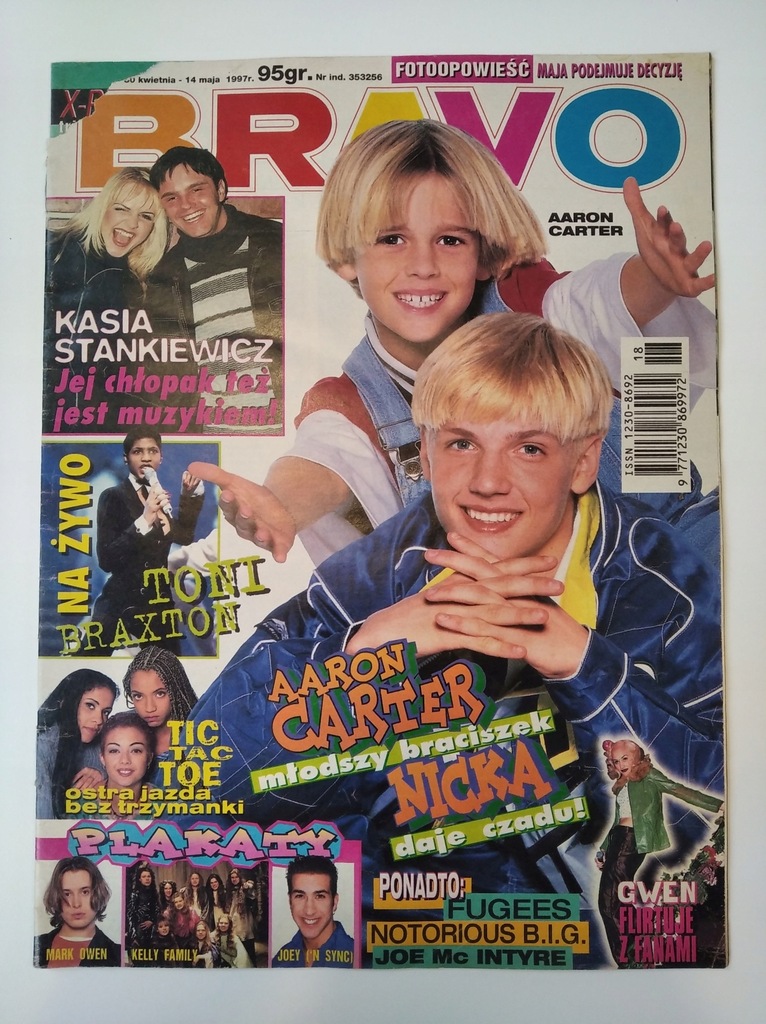 kwietnia - 14 maja 1997r. 95gr. Nr ind. 353256
FOTOOPOWIEŚĆ MAJA PODEJMUJE DECYZJĘ
BRAVO
AARON
CARTER
KASIA
STANKIEWICZ
Jej chłopak też
jest muzykiem!
18
ISSN 1230-8692
9 771230 869972
NA ŻYWO
TONI
BRAXTON
AARON
CARTER
młodszy braciszek
NICKA
daje czadu!
TIC
TAC
TOE
ostra jazda
bez trzymanki
PLAKATY
MARK OWEN
KELLY FAMILY
JOEY ('N SYNC)
PONADTO:
FUGEES
NOTORIOUS B.I.G.
JOE Mc INTYRE
GWEN
FLIRTUJE
Z FANAMI